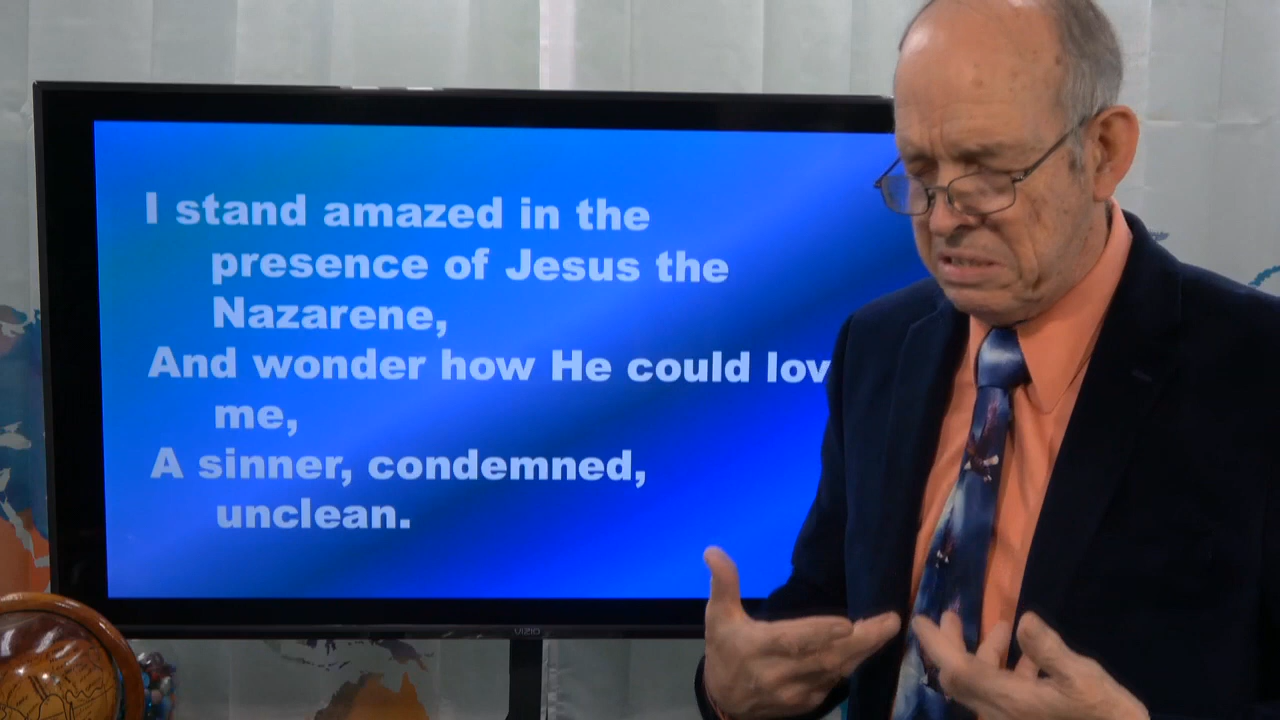 I stand amazed in the
presence of Jesus the
Nazarene,
And wonder how He could lov
me,
A sinner, condemned,
unclean.
VIZIO